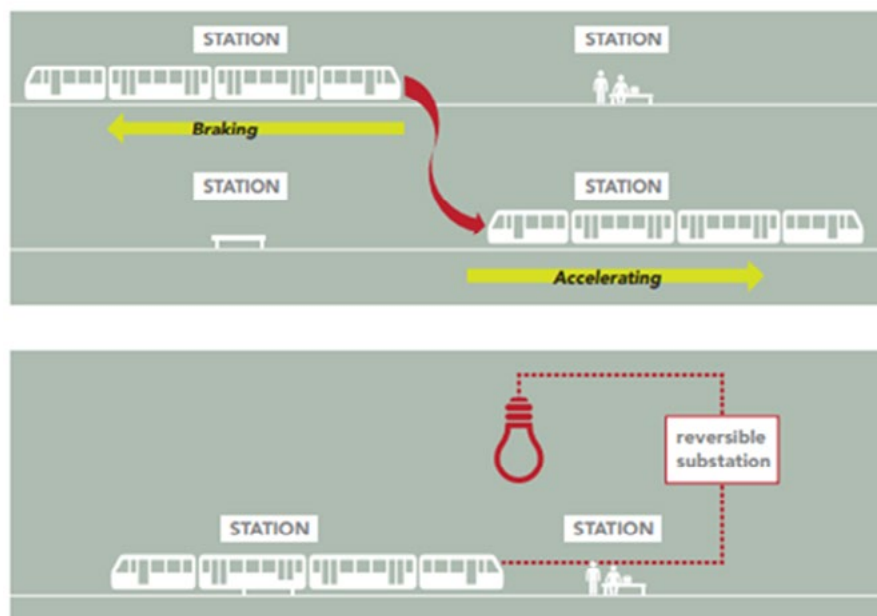 STATION
STATION
Braking
STATION
STATION
Accelerating
reversible
substation
STATION
STATION